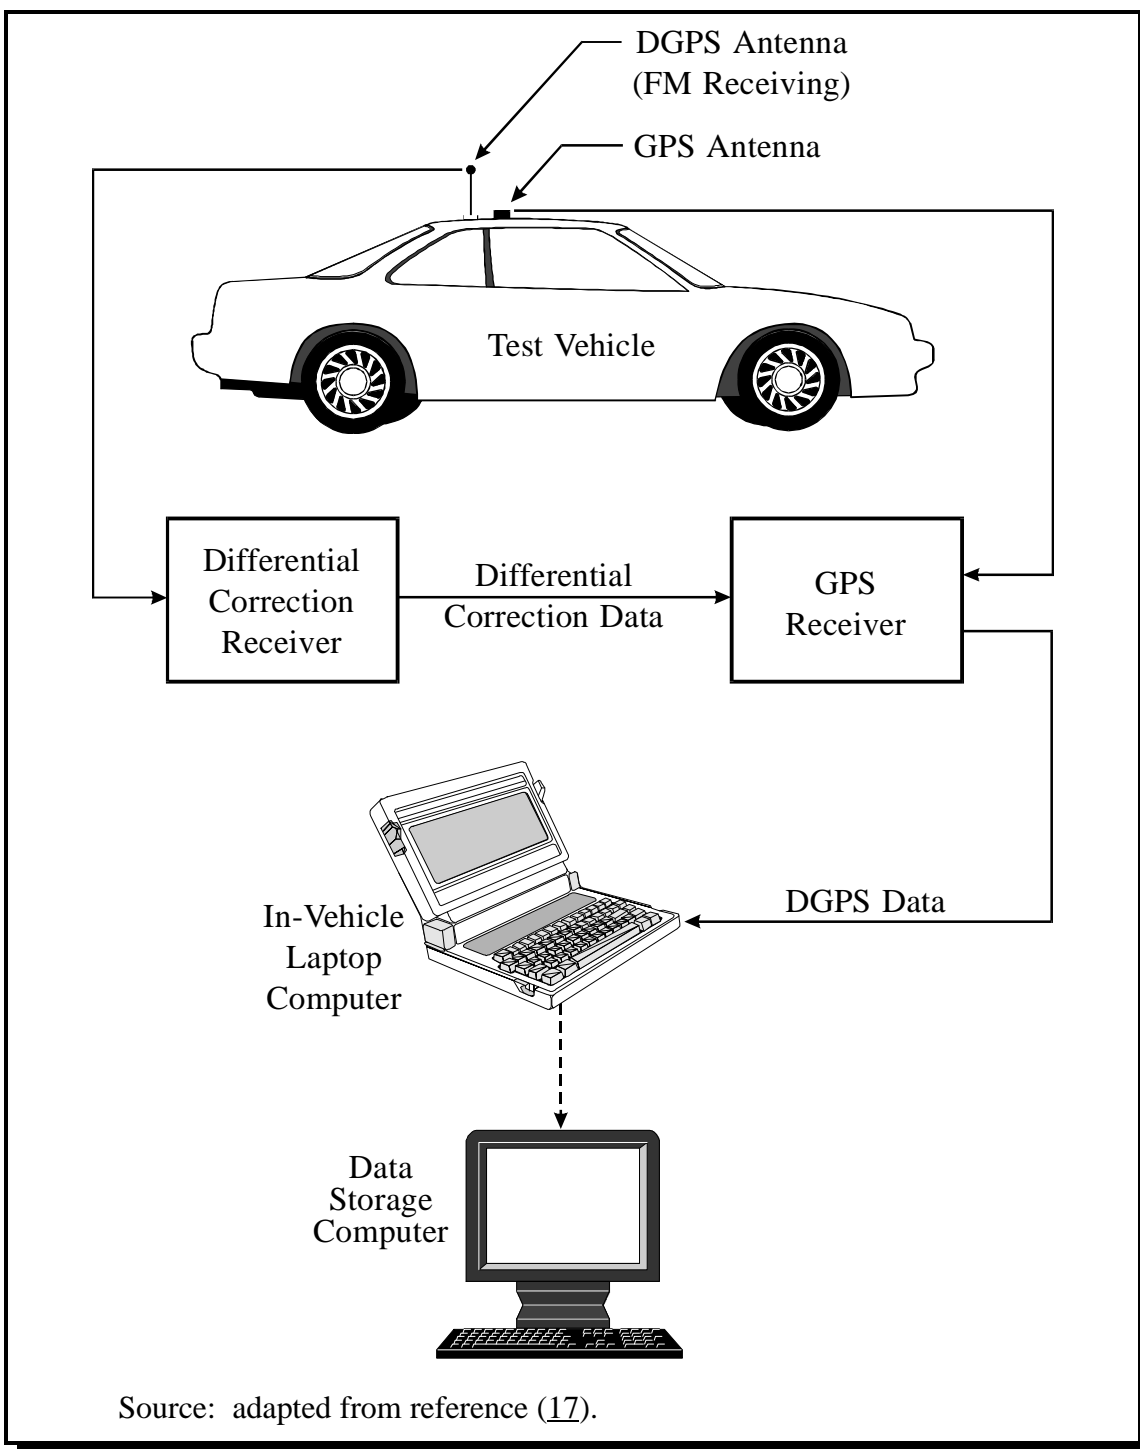 DGPS Antenna
(FM Receiving)
GPS Antenna
Test Vehicle
Differential
Correction
Receiver
Differential
Correction Data
GPS
Receiver
DGPS Data
In-Vehicle
Laptop
Computer
Data
Storage
Computer
Source: adapted from reference (17).